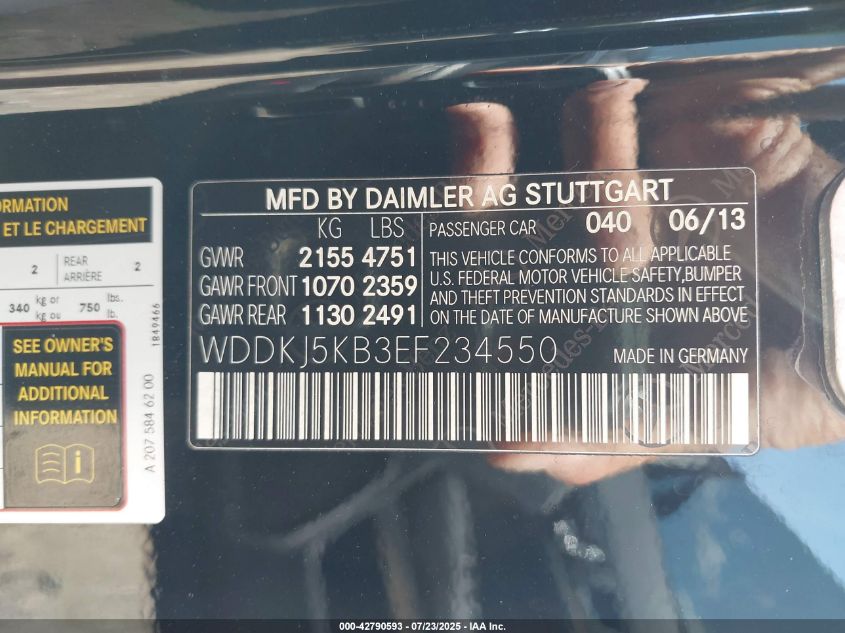 ORMATION
ET LE CHARGEMENT
2
REAR
ARRIÈRE
2
340
kg or
kg ou
750
lbs.
lb.
SEE OWNER'S
MANUAL FOR
ADDITIONAL
INFORMATION
1849466
A 207 584 62 00
MFD BY DAIMLER AG STUTTGART
KG LBS
GVWR 2155 4751
GAWR FRONT 1070 2359
GAWR REAR 1130 2491
PASSENGER CAR 040 06/13
THIS VEHICLE CONFORMS TO ALL APPLICABLE
U.S. FEDERAL MOTOR VEHICLE SAFETY,BUMPER
AND THEFT PREVENTION STANDARDS IN EFFECT
ON THE DATE OF MANUFACTURE SHOWN ABOVE
WDDKJ5KB3EF234550
MADE IN GERMANY
000-42790593 - 07/23/2025 - IAA Inc.